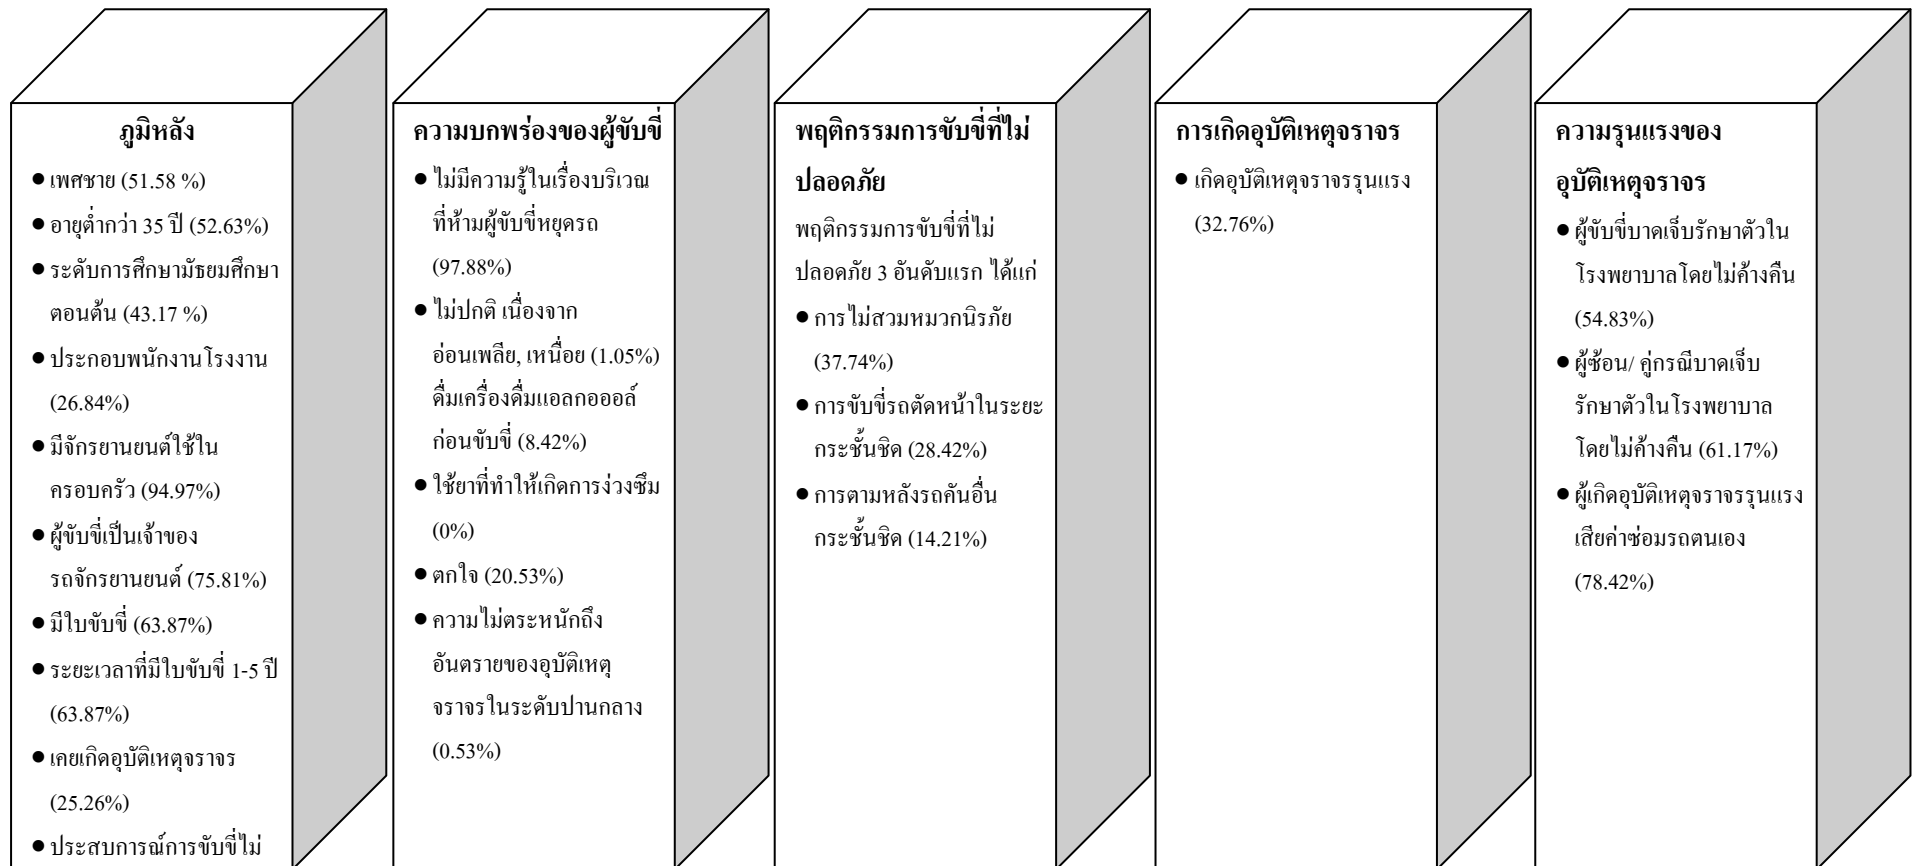 ภูมิหลัง
● เพศชาย (51.58 %)
● อายุต่ำกว่า 35 ปี (52.63%)
● ระดับการศึกษามัธยมศึกษา
ตอนต้น (43.17 %)
● ประกอบพนักงานโรงงาน
(26.84%)
● มีจักรยานยนต์ใช้ใน
ครอบครัว (94.97%)
● ผู้ขับขี่เป็นเจ้าของ
รถจักรยานยนต์ (75.81%)
● มีใบขับขี่ (63.87%)
● ระยะเวลาที่มีใบขับขี่ 1-5 ปี
(63.87%)
● เคยเกิดอุบัติเหตุจราจร
(25.26%)
● ประสบการณ์การขับขี่ไม่
ความบกพร่องของผู้ขับขี่
● ไม่มีความรู้ในเรื่องบริเวณ
ที่ห้ามผู้ขับขี่หยุดรถ
(97.88%)
● ไม่ปกติ เนื่องจาก
อ่อนเพลีย, เหนื่อย (1.05%)
ดื่มเครื่องดื่มแอลกอออล์
ก่อนขับขี่ (8.42%)
● ใช้ยาที่ทำให้เกิดการง่วงซึม
(0%)
● ตกใจ (20.53%)
● ความไม่ตระหนักถึง
อันตรายของอุบัติเหตุ
จราจรในระดับปานกลาง
(0.53%)
พฤติกรรมการขับขี่ที่ไม่
ปลอดภัย
พฤติกรรมการขับขี่ที่ไม่
ปลอดภัย 3 อันดับแรก ได้แก่
● การไม่สวมหมวกนิรภัย
(37.74%)
● การขับขี่รถตัดหน้าในระยะ
กระชั้นชิด (28.42%)
● การตามหลังรถคันอื่น
กระชั้นชิด (14.21%)
การเกิดอุบัติเหตุจราจร
● เกิดอุบัติเหตุจราจรรุนแรง
(32.76%)
ความรุนแรงของ
อุบัติเหตุจราจร
● ผู้ขับขี่บาดเจ็บรักษาตัวใน
โรงพยาบาลโดยไม่ค้างคืน
(54.83%)
● ผู้ซ้อน/ คู่กรณีบาดเจ็บ
รักษาตัวในโรงพยาบาล
โดยไม่ค้างคืน (61.17%)
● ผู้เกิดอุบัติเหตุจราจรรุนแรง
เสียค่าซ่อมรถตนเอง
(78.42%)